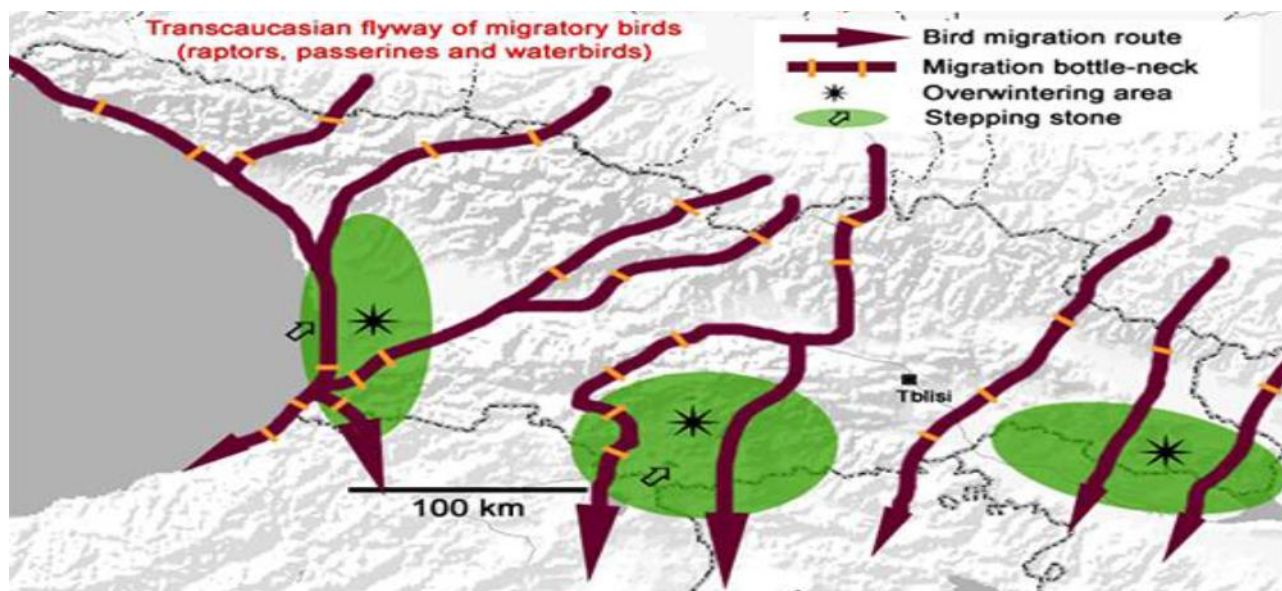 Transcaucasian flyway of migratory birds
(raptors, passerines and waterbirds)
Bird migration route
Migration bottle-neck
Overwintering area
Stepping stone
Tbilisi
100 km